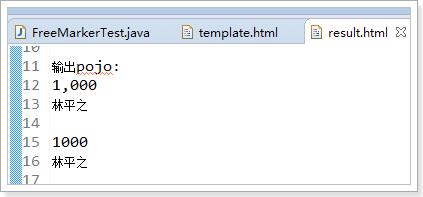 FreeMarkerTest.java template.html result.html
10
11 输出pojo:
12 1,000
13 林平之
14
15 1000
16 林平之
17